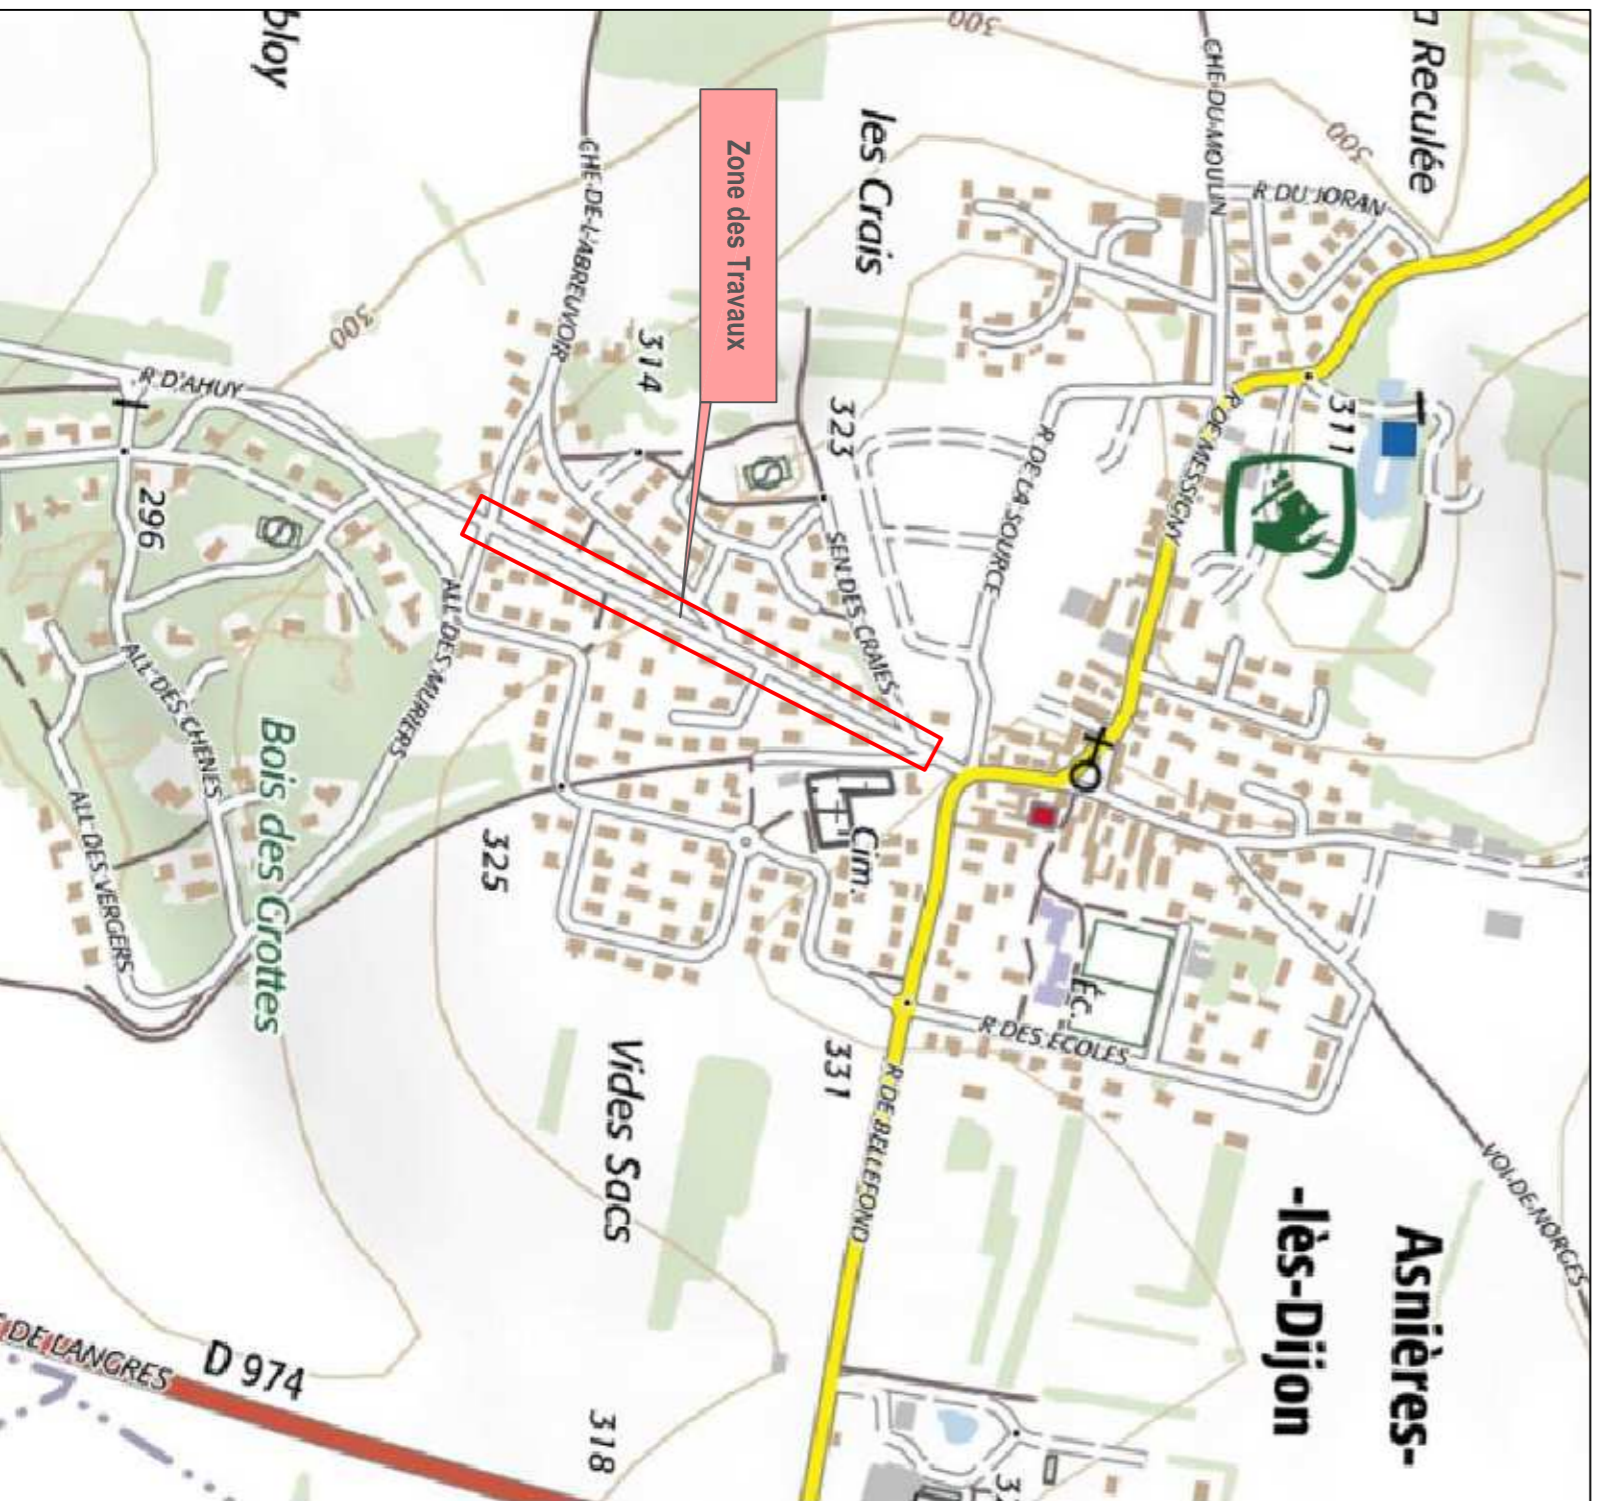 Asnières-
-lès-Dijon
a Reculée
VOI-DE-NORGES
R DU JORAN
300
CHE-DU-MOULIN
311
R DE MESSIGNY
R DES ECOLES
Éc.
R DE LA SOURCE
300
les Crais
323
SEN DES CRAIES
Cim.
331
R DE BELLEFOND
Zone des Travaux
314
Vides Sacs
318
CHE-DE-L'ABREUVOIR
325
ALL DES MURIERS
300
bloy
Bois des Grottes
D 974
R D'AHUY
296
ALL DES CHENES
ALL DES VERGERS
DE LANGRES